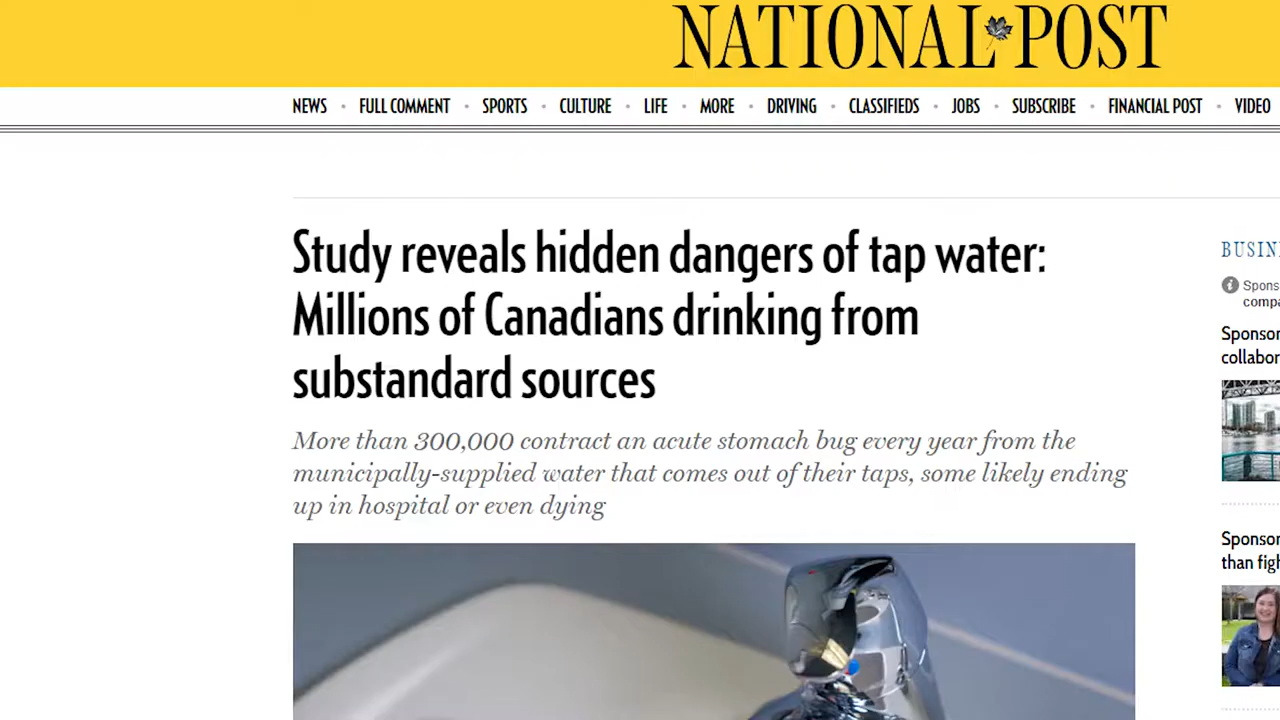 NATIONAL POST
NEWS • FULL COMMENT • SPORTS • CULTURE • LIFE • MORE • DRIVING • CLASSIFIEDS • JOBS • SUBSCRIBE • FINANCIAL POST • VIDEO
Study reveals hidden dangers of tap water:
Millions of Canadians drinking from
substandard sources
More than 300,000 contract an acute stomach bug every year from the
municipally-supplied water that comes out of their taps, some likely ending
up in hospital or even dying
than